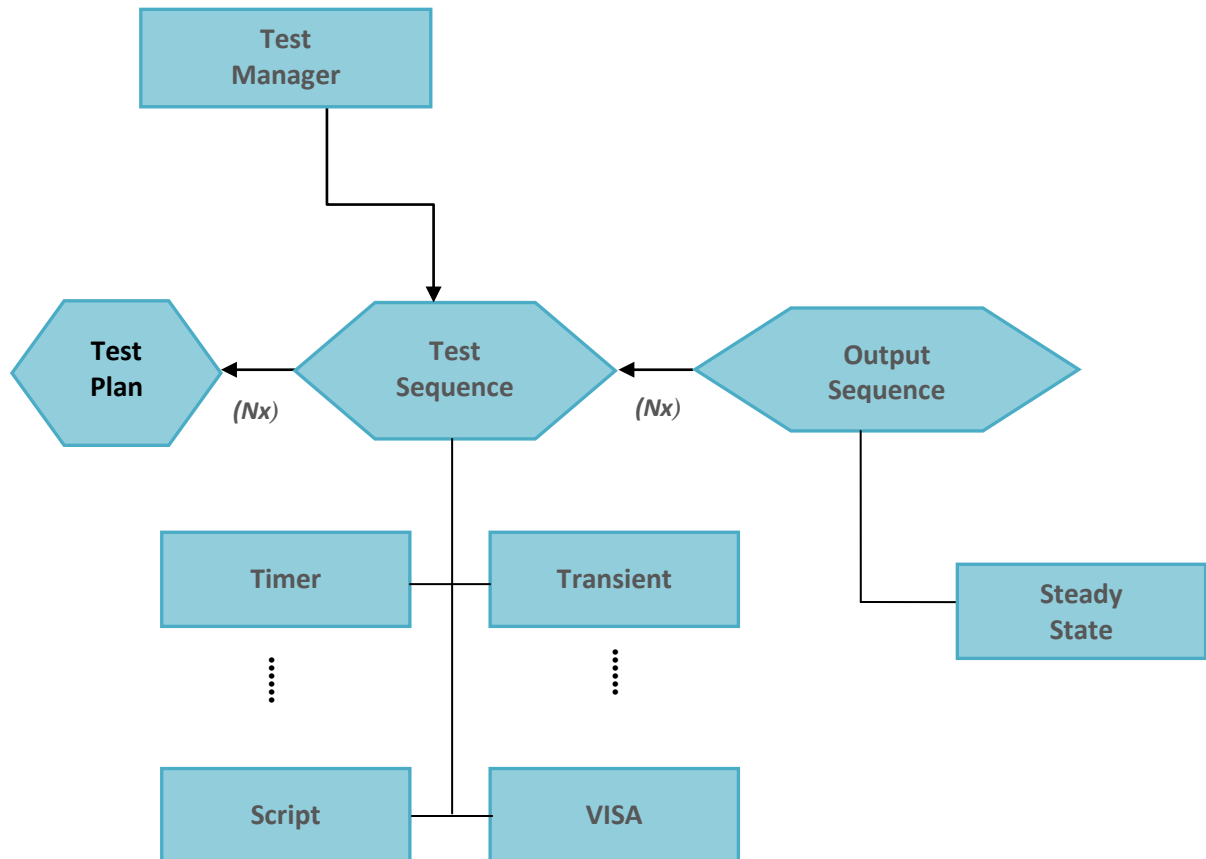 Test
Manager
Test
Plan
(Nx)
Test
Sequence
(Nx)
Output
Sequence
Timer
Transient
Steady
State
Script
VISA